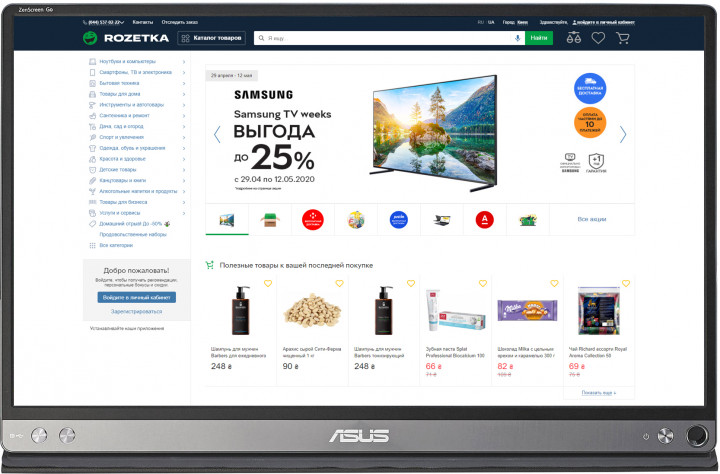 ZenScreen Go
(044) 537-02-22
Контакты
Отследить заказ
RU | UA
Город: Киев
Здравствуйте, войдите в личный кабинет
ROZETKA
Каталог товаров
Я ищу...
Найти
Ноутбуки и компьютеры
Смартфоны, ТВ и электроника
Бытовая техника
Товары для дома
Инструменты и автотовары
Сантехника и ремонт
Дача, сад и огород
Спорт и увлечения
Одежда, обувь и украшения
Красота и здоровье
Детские товары
Канцтовары и книги
Алкогольные напитки и продукты
Товары для бизнеса
Услуги и сервисы
Домашний отрыв! До -50%
Продовольственные наборы
Все категории
29 апреля - 12 мая
SAMSUNG
Samsung TV weeks
ВЫГОДА
до 25%
с 29.04 по 12.05.2020
БЕСПЛАТНАЯ
ДОСТАВКА
ОПЛАТА
ЧАСТЯМИ ДО
10
ПЛАТЕЖЕЙ
SAMSUNG
+1
ГАРАНТИЯ
Все акции
Добро пожаловать!
Войдите, чтобы получать рекомендации,
персональные бонусы и скидки.
Войдите в личный кабинет
Зарегистрироваться
Устанавливайте наши приложения
Полезные товары к вашей последней покупке
Шампунь для мужчин
Barbers для ежедневного
248 ₴
Арахис сырой Сити-Ферма
очищенный 1 кг
90 ₴
Шампунь для мужчин
Barbers тонизирующий
248 ₴
Зубная паста Splat
Professional Biocalcium 100
66 ₴
71 ₴
Milka
Шоколад Milka с цельным
орехом и карамелью 300 г
82 ₴
Чай Richard ассорти Royal
Aroma Collection 50
69 ₴
Показать еще
ASUS